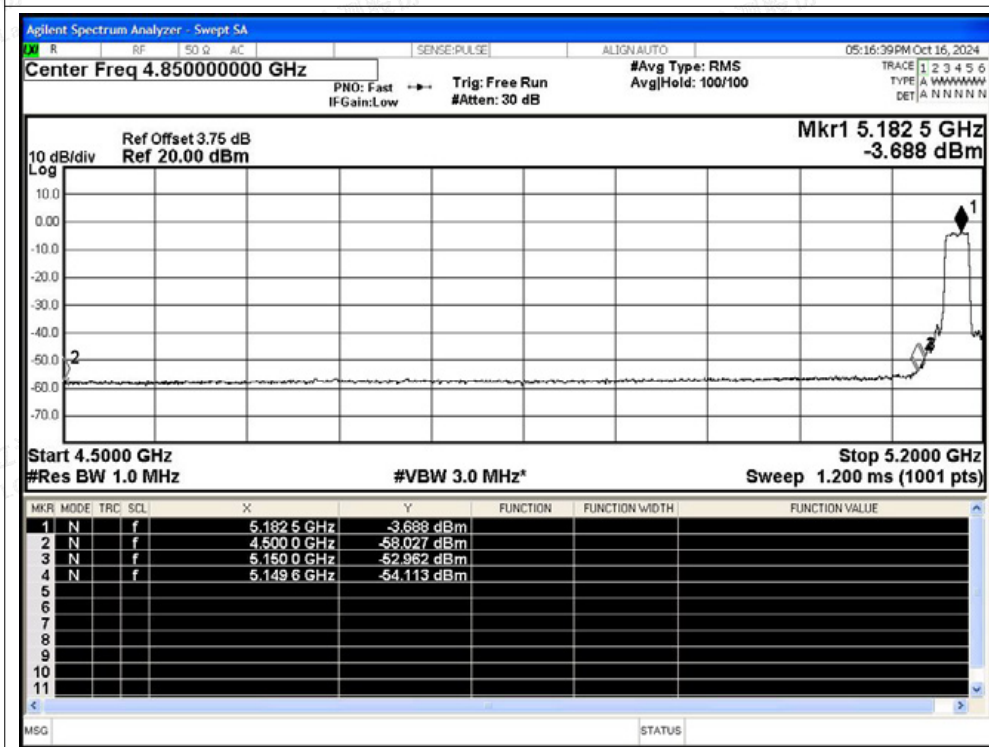 Agilent Spectrum Analyzer - Swept SA
LXI R RF 50 Ω AC SENSE:PULSE ALIGN AUTO 05:16:39 PM Oct 16, 2024
Center Freq 4.850000000 GHz #Avg Type: RMS TRACE 1 2 3 4 5 6
PNO: Fast Trig: Free Run Avg|Hold: 100/100 TYPE A WWWWW
IFGain:Low #Atten: 30 dB DET A N N N N N
Mkr1 5.182 5 GHz
Ref Offset 3.75 dB
10 dB/div Ref 20.00 dBm -3.688 dBm
Log
10.0
1
0.00
-10.0
-20.0
-30.0
-40.0
-50.0
2
-60.0
-70.0
Start 4.5000 GHz Stop 5.2000 GHz
#Res BW 1.0 MHz #VBW 3.0 MHz* Sweep 1.200 ms (1001 pts)
MKR MODE TRC SCL X Y FUNCTION FUNCTION WIDTH FUNCTION VALUE
1 N f 5.182 5 GHz -3.688 dBm
2 N f 4.500 0 GHz -58.027 dBm
3 N f 5.150 0 GHz -52.962 dBm
4 N f 5.149 6 GHz -54.113 dBm
5
6
7
8
9
10
11
MSG STATUS